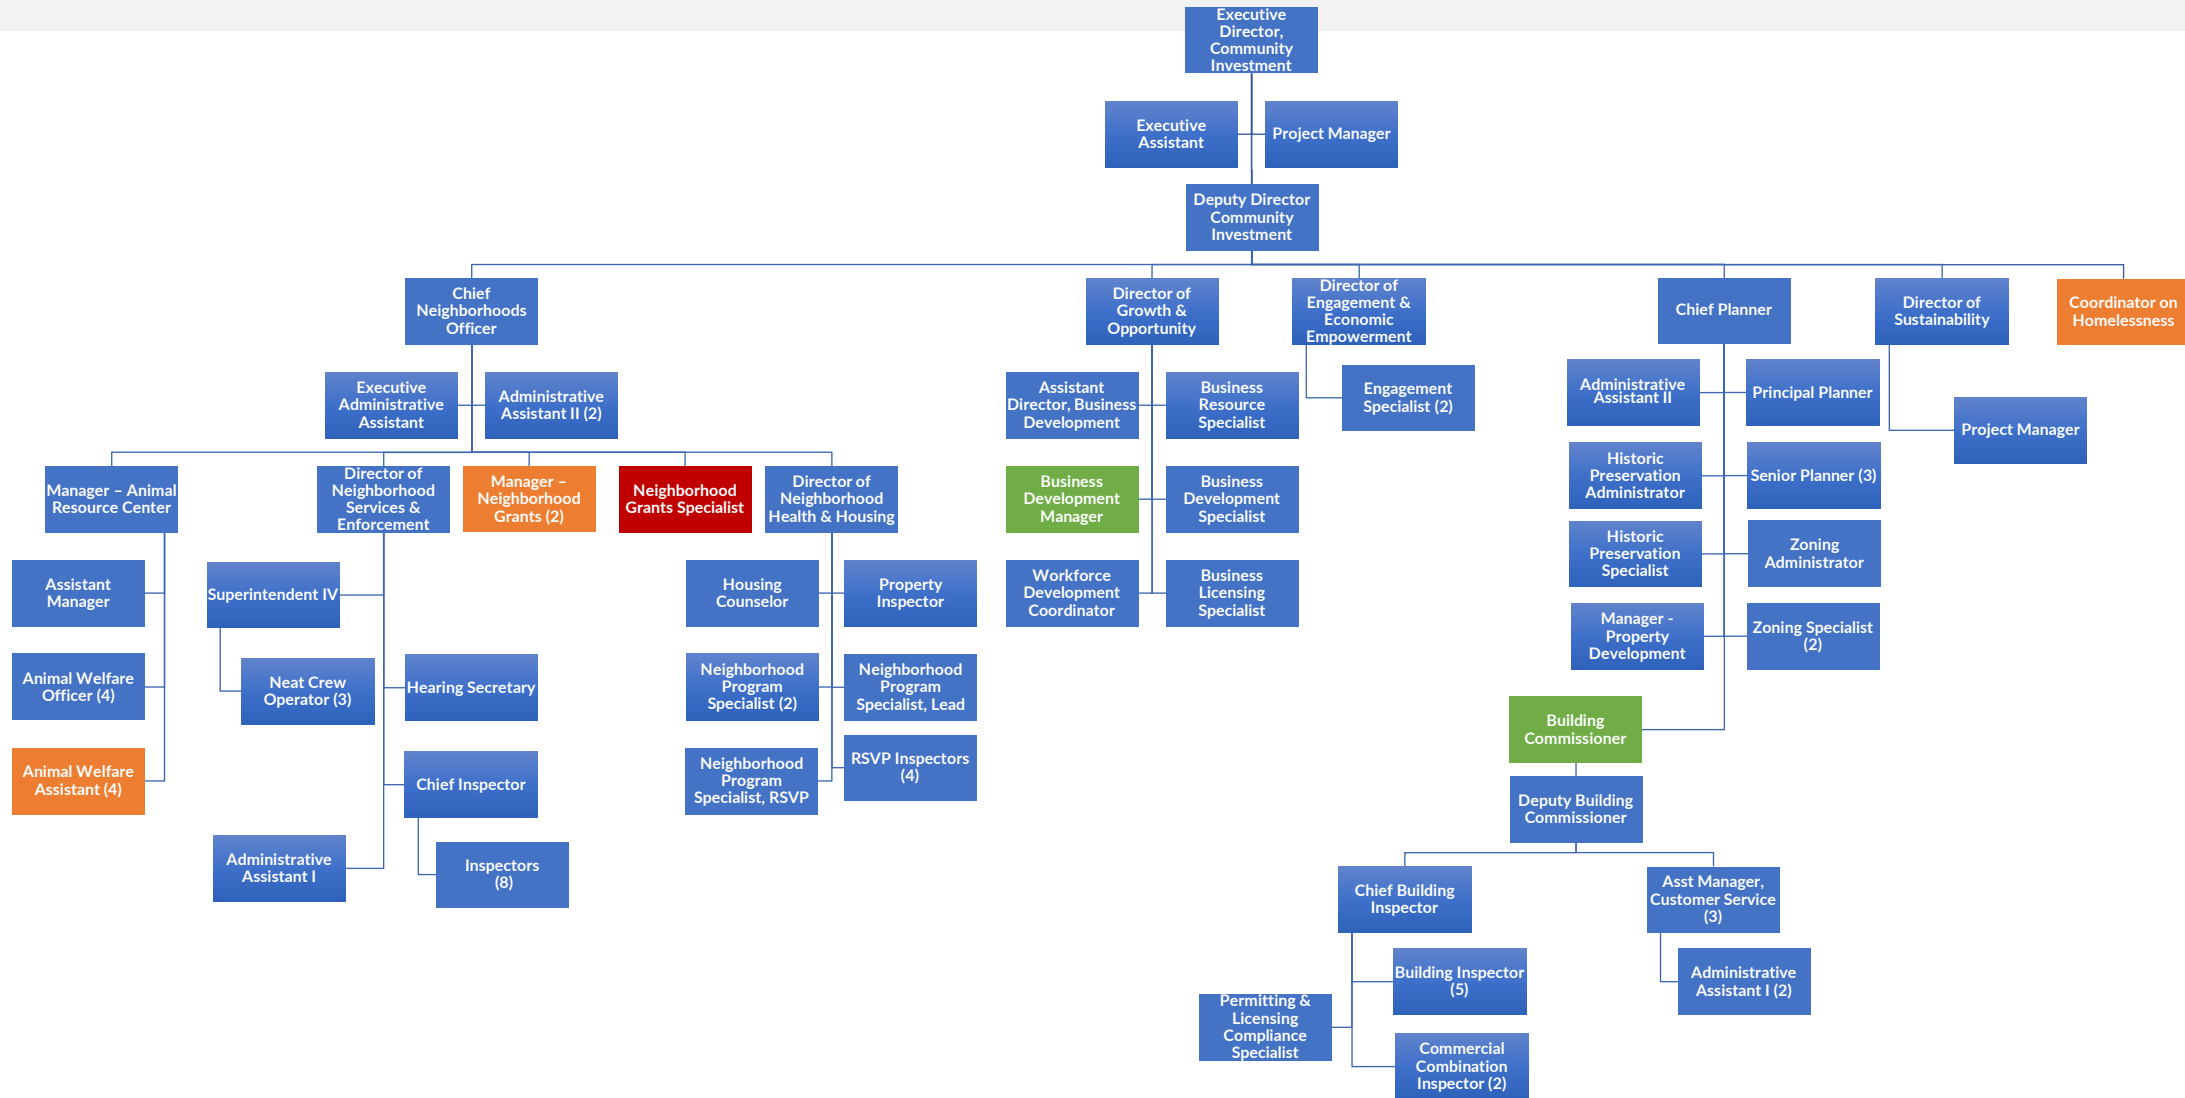 Executive
Director,
Community
Investment
Executive
Assistant
Project Manager
Deputy Director
Community
Investment
Chief
Neighborhoods
Officer
Director of
Growth &
Opportunity
Director of
Engagement &
Economic
Empowerment
Chief Planner
Director of
Sustainability
Coordinator on
Homelessness
Executive
Administrative
Assistant
Administrative
Assistant II (2)
Assistant
Director, Business
Development
Business
Resource
Specialist
Engagement
Specialist (2)
Administrative
Assistant II
Principal Planner
Project Manager
Manager – Animal
Resource Center
Director of
Neighborhood
Services &
Enforcement
Manager –
Neighborhood
Grants (2)
Neighborhood
Grants Specialist
Director of
Neighborhood
Health & Housing
Business
Development
Manager
Business
Development
Specialist
Historic
Preservation
Administrator
Senior Planner (3)
Assistant
Manager
Superintendent IV
Housing
Counselor
Property
Inspector
Workforce
Development
Coordinator
Business
Licensing
Specialist
Historic
Preservation
Specialist
Zoning
Administrator
Animal Welfare
Officer (4)
Neat Crew
Operator (3)
Hearing Secretary
Neighborhood
Program
Specialist (2)
Neighborhood
Program
Specialist, Lead
Manager -
Property
Development
Zoning Specialist
(2)
Animal Welfare
Assistant (4)
Chief Inspector
Neighborhood
Program
Specialist, RSVP
RSVP Inspectors
(4)
Building
Commissioner
Deputy Building
Commissioner
Administrative
Assistant I
Inspectors
(8)
Chief Building
Inspector
Asst Manager,
Customer Service
(3)
Building Inspector
(5)
Administrative
Assistant I (2)
Permitting &
Licensing
Compliance
Specialist
Commercial
Combination
Inspector (2)